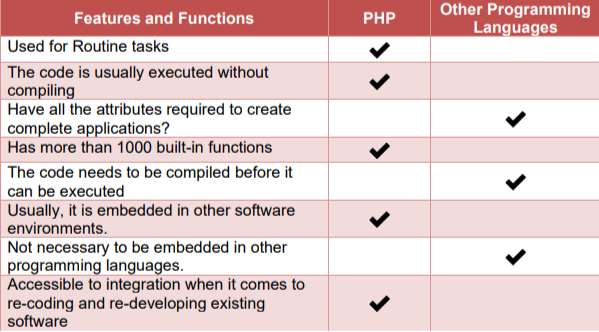 Features and Functions PHP Other Programming
Languages
Used for Routine tasks ✔
The code is usually executed without
compiling ✔
Have all the attributes required to create
complete applications? ✔
Has more than 1000 built-in functions ✔
The code needs to be compiled before it
can be executed ✔
Usually, it is embedded in other software
environments. ✔
Not necessary to be embedded in other
programming languages. ✔
Accessible to integration when it comes to
re-coding and re-developing existing
software ✔